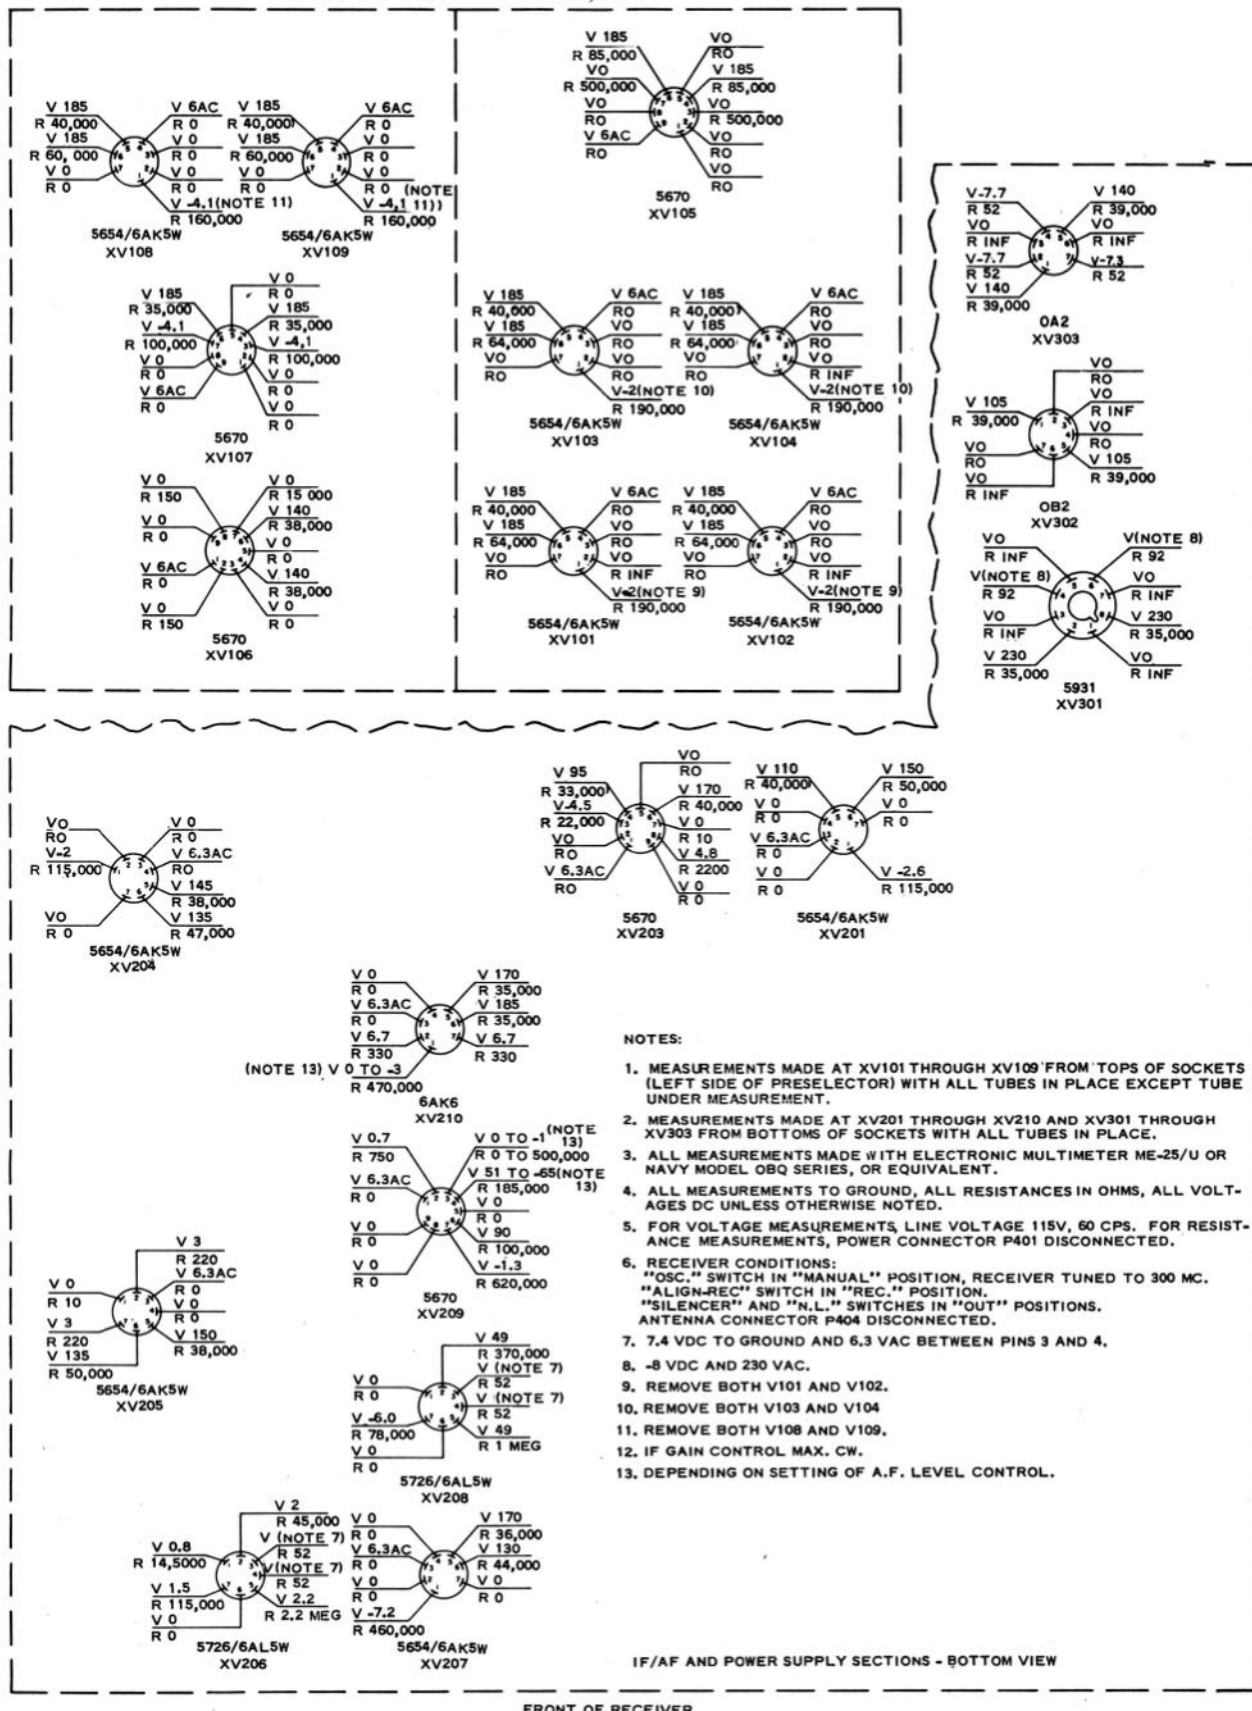 V 185
R 40,000
V 185
R 60,000
V 0
R 0
V 6AC
R 0
V 0
R 0
V 0
R 0
V -4.1(NOTE 11)
R 160,000
5654/6AK5W
XV108
V 185
R 40,000
V 185
R 60,000
V 0
R 0
V 6AC
R 0
V 0
R 0
V 0
R 0 (NOTE
V -4.1 11))
R 160,000
5654/6AK5W
XV109
V 185
R 85,000
VO
R 500,000
VO
RO
V 6AC
RO
VO
RO
V 185
R 85,000
VO
R 500,000
VO
RO
VO
RO
5670
XV105
V 185
R 35,000
V -4.1
R 100,000
V 0
R 0
V 6AC
R 0
V 0
R 0
V 185
R 35,000
V -4,1
R 100,000
V 0
R 0
V 0
R 0
5670
XV107
V 185
R 40,000
V 185
R 64,000
VO
RO
V 6AC
RO
VO
RO
VO
RO
V-2(NOTE 10)
R 190,000
5654/6AK5W
XV103
V 185
R 40,000
V 185
R 64,000
VO
RO
V 6AC
RO
VO
RO
VO
R INF
V-2(NOTE 10)
R 190,000
5654/6AK5W
XV104
V 0
R 150
V 0
R 0
V 6AC
R 0
V 0
R 150
V 0
R 15 000
V 140
R 38,000
V 0
R 0
V 140
R 38,000
V 0
R 0
5670
XV106
V 185
R 40,000
V 185
R 64,000
VO
RO
V 6AC
RO
VO
RO
VO
R INF
V-2(NOTE 9)
R 190,000
5654/6AK5W
XV101
V 185
R 40,000
V 185
R 64,000
VO
RO
V 6AC
RO
VO
RO
VO
R INF
V-2(NOTE 9)
R 190,000
5654/6AK5W
XV102
V-7.7
R 52
VO
R INF
V-7.7
R 52
V 140
R 39,000
V 140
R 39,000
VO
R INF
V-7.3
R 52
OA2
XV303
V 105
R 39,000
VO
RO
VO
R INF
VO
RO
VO
R INF
VO
RO
V 105
R 39,000
OB2
XV302
VO
R INF
V(NOTE 8)
R 92
VO
R INF
V 230
R 35,000
V(NOTE 8)
R 92
VO
R INF
V 230
R 35,000
VO
R INF
5931
XV301
VO
RO
V-2
R 115,000
VO
R 0
V 0
R 0
V 6.3AC
RO
V 145
R 38,000
V 135
R 47,000
5654/6AK5W
XV204
V 95
R 33,000
V-4.5
R 22,000
VO
RO
V 6.3AC
RO
VO
RO
V 170
R 40,000
V 0
R 10
V 4.8
R 2200
V 0
R 0
5670
XV203
V 110
R 40,000
V 0
R 0
V 6.3AC
R 0
V 0
R 0
V 150
R 50,000
V 0
R 0
V -2.6
R 115,000
5654/6AK5W
XV201
V 0
R 0
V 6.3AC
R 0
V 6.7
R 330
(NOTE 13) V 0 TO -3
R 470,000
V 170
R 35,000
V 185
R 35,000
V 6.7
R 330
6AK6
XV210
V 0.7
R 750
V 6.3AC
R 0
V 0
R 0
V 0
R 0
V 0 TO -1 (NOTE 13)
R 0 TO 500,000
V 51 TO -65(NOTE 13)
R 185,000
V 0
R 0
V 90
R 100,000
V -1.3
R 620,000
5670
XV209
V 0
R 10
V 3
R 220
V 135
R 50,000
V 3
R 220
V 6.3AC
R 0
V 0
R 0
V 150
R 38,000
5654/6AK5W
XV205
V 0
R 0
V -6.0
R 78,000
V 0
R 0
V 49
R 370,000
V (NOTE 7)
R 52
V (NOTE 7)
R 52
V 49
R 1 MEG
5726/6AL5W
XV208
V 0.8
R 14,5000
V 1.5
R 115,000
V 0
R 0
V 2
R 45,000
V (NOTE 7)
R 52
V(NOTE 7)
R 52
V 2.2
R 2.2 MEG
5726/6AL5W
XV206
V 0
R 0
V 6.3AC
R 0
V 0
R 0
V -7.2
R 460,000
V 170
R 36,000
V 130
R 44,000
V 0
R 0
5654/6AK5W
XV207
NOTES:
1. MEASUREMENTS MADE AT XV101 THROUGH XV109 FROM TOPS OF SOCKETS
(LEFT SIDE OF PRESELECTOR) WITH ALL TUBES IN PLACE EXCEPT TUBE
UNDER MEASUREMENT.
2. MEASUREMENTS MADE AT XV201 THROUGH XV210 AND XV301 THROUGH
XV303 FROM BOTTOMS OF SOCKETS WITH ALL TUBES IN PLACE.
3. ALL MEASUREMENTS MADE WITH ELECTRONIC MULTIMETER ME-25/U OR
NAVY MODEL OBQ SERIES, OR EQUIVALENT.
4. ALL MEASUREMENTS TO GROUND, ALL RESISTANCES IN OHMS, ALL VOLT-
AGES DC UNLESS OTHERWISE NOTED.
5. FOR VOLTAGE MEASUREMENTS, LINE VOLTAGE 115V, 60 CPS. FOR RESIST-
ANCE MEASUREMENTS, POWER CONNECTOR P401 DISCONNECTED.
6. RECEIVER CONDITIONS:
"OSC." SWITCH IN "MANUAL" POSITION, RECEIVER TUNED TO 300 MC.
"ALIGN-REC" SWITCH IN "REC." POSITION.
"SILENCER" AND "N.L." SWITCHES IN "OUT" POSITIONS.
ANTENNA CONNECTOR P404 DISCONNECTED.
7. 7.4 VDC TO GROUND AND 6.3 VAC BETWEEN PINS 3 AND 4.
8. -8 VDC AND 230 VAC.
9. REMOVE BOTH V101 AND V102.
10. REMOVE BOTH V103 AND V104
11. REMOVE BOTH V108 AND V109.
12. IF GAIN CONTROL MAX. CW.
13. DEPENDING ON SETTING OF A.F. LEVEL CONTROL.
IF/AF AND POWER SUPPLY SECTIONS - BOTTOM VIEW
FRONT OF RECEIVER